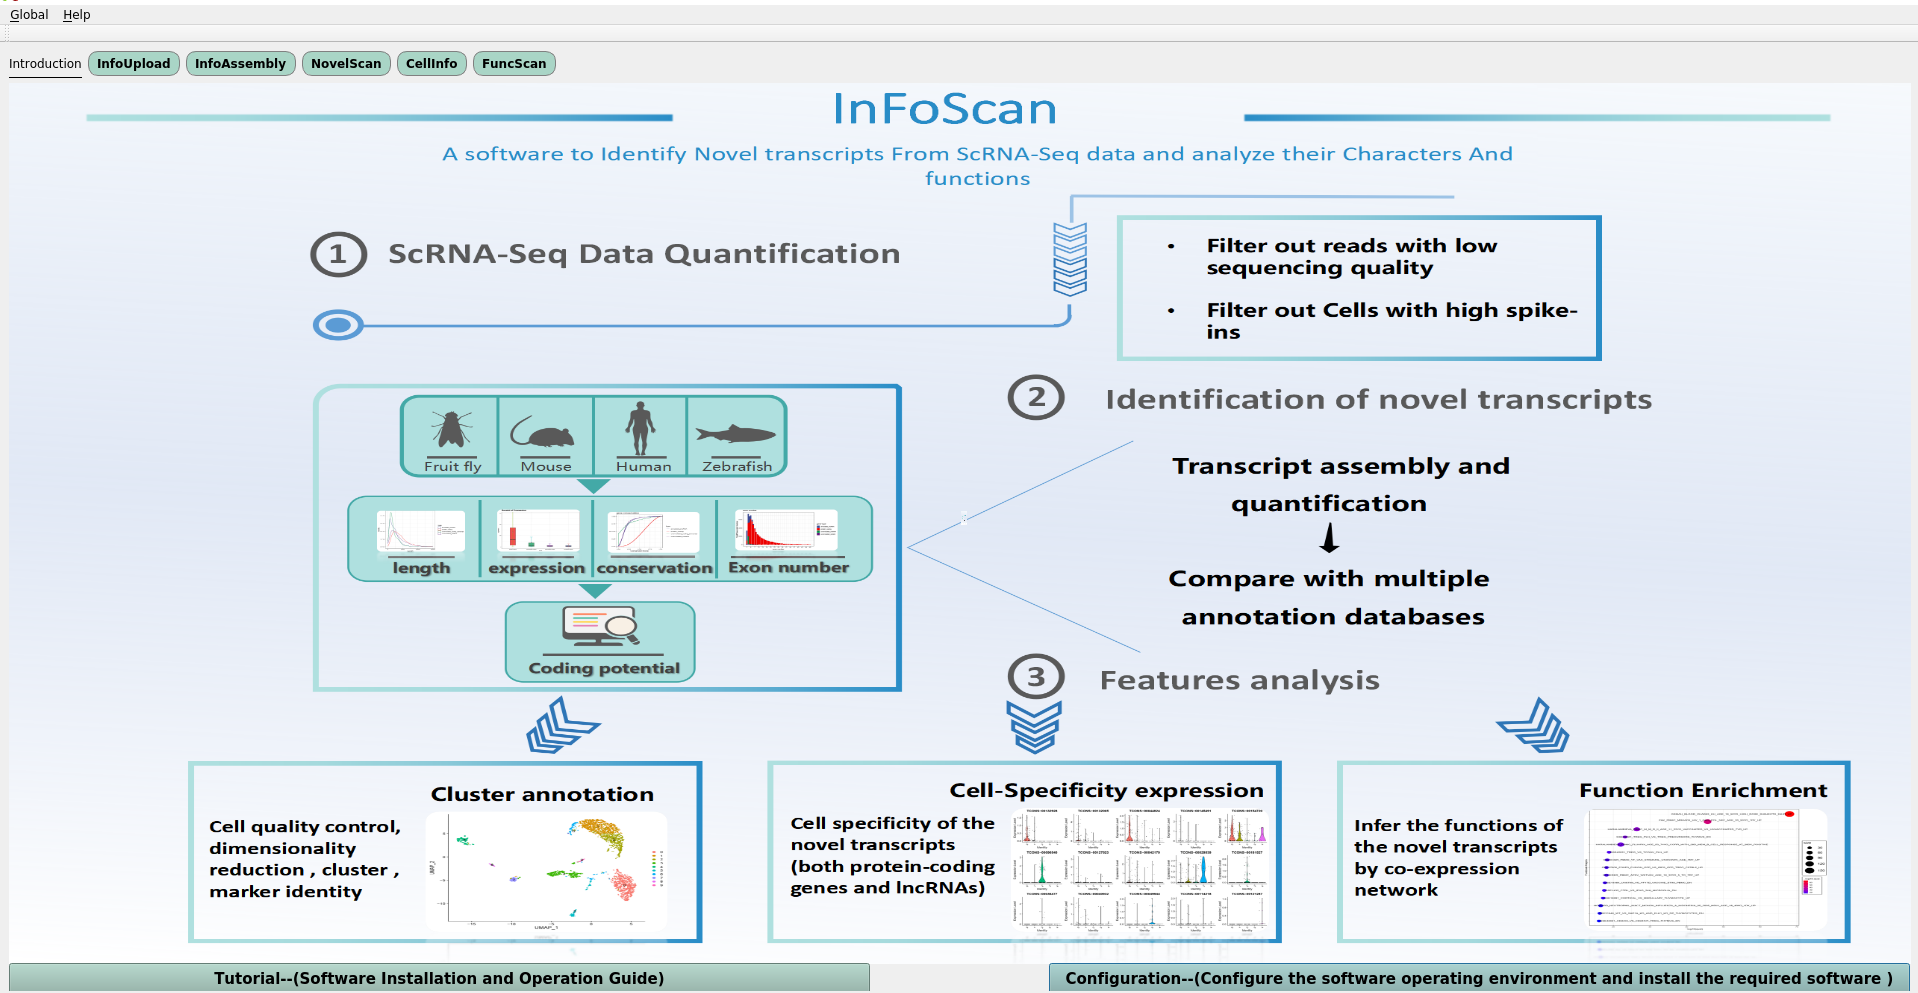 Global Help
Introduction InfoUpload InfoAssembly NovelScan CellInfo FuncScan
InFoScan
A software to Identify Novel transcripts From ScRNA-Seq data and analyze their Characters And
functions
1 ScRNA-Seq Data Quantification
• Filter out reads with low
sequencing quality
• Filter out Cells with high spike-
ins
2 Identification of novel transcripts
Transcript assembly and
quantification
Compare with multiple
annotation databases
Fruit fly Mouse Human Zebrafish
length expression conservation Exon number
Coding potential
3 Features analysis
Cluster annotation
Cell quality control,
dimensionality
reduction , cluster ,
marker identity
UMAP_1
Cell-Specificity expression
Cell specificity of the
novel transcripts
(both protein-coding
genes and lncRNAs)
Function Enrichment
Infer the functions of
the novel transcripts
by co-expression
network
Tutorial--(Software Installation and Operation Guide)
Configuration--(Configure the software operating environment and install the required software )